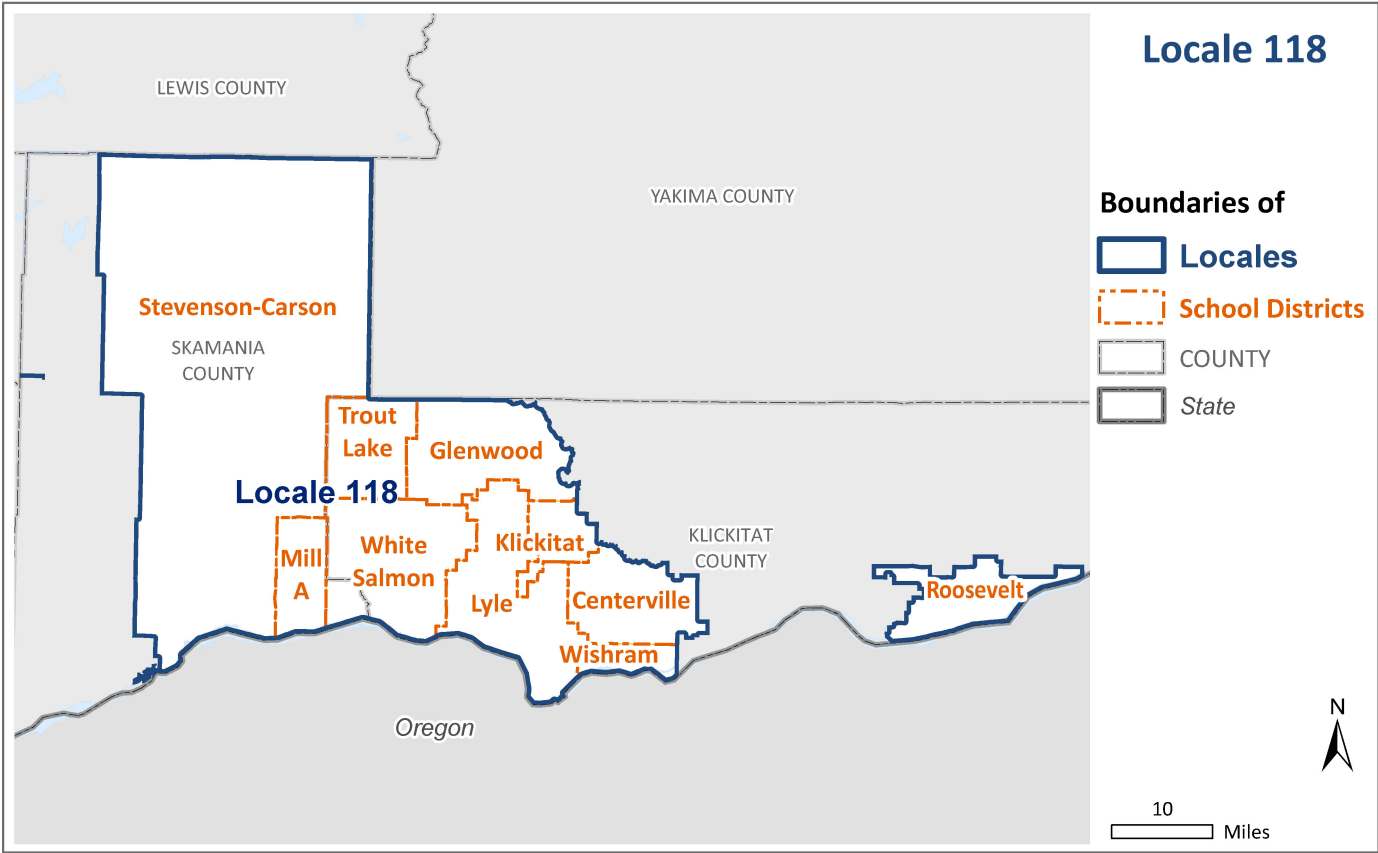 Locale 118
LEWIS COUNTY
YAKIMA COUNTY
Boundaries of
Locales
School Districts
COUNTY
State
Stevenson-Carson
SKAMANIA
COUNTY
Trout
Lake
Glenwood
Locale 118
White
Salmon
Mill
A
Klickitat
KLICKITAT
COUNTY
Lyle
Centerville
Roosevelt
Wishram
Oregon
N
10
Miles